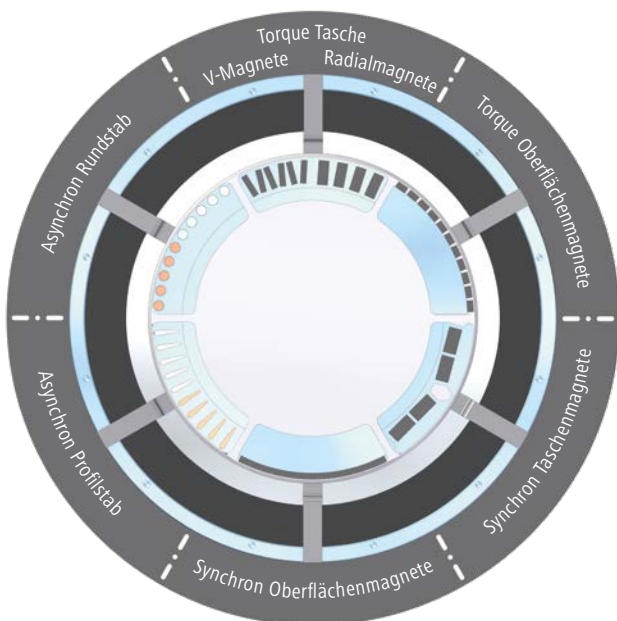 Torque Tasche
V-Magnete
Radialmagnete
Torque Oberflächenmagnete
Synchron Taschenmagnete
Synchron Oberflächenmagnete
Asynchron Profilstab
Asynchron Rundstab